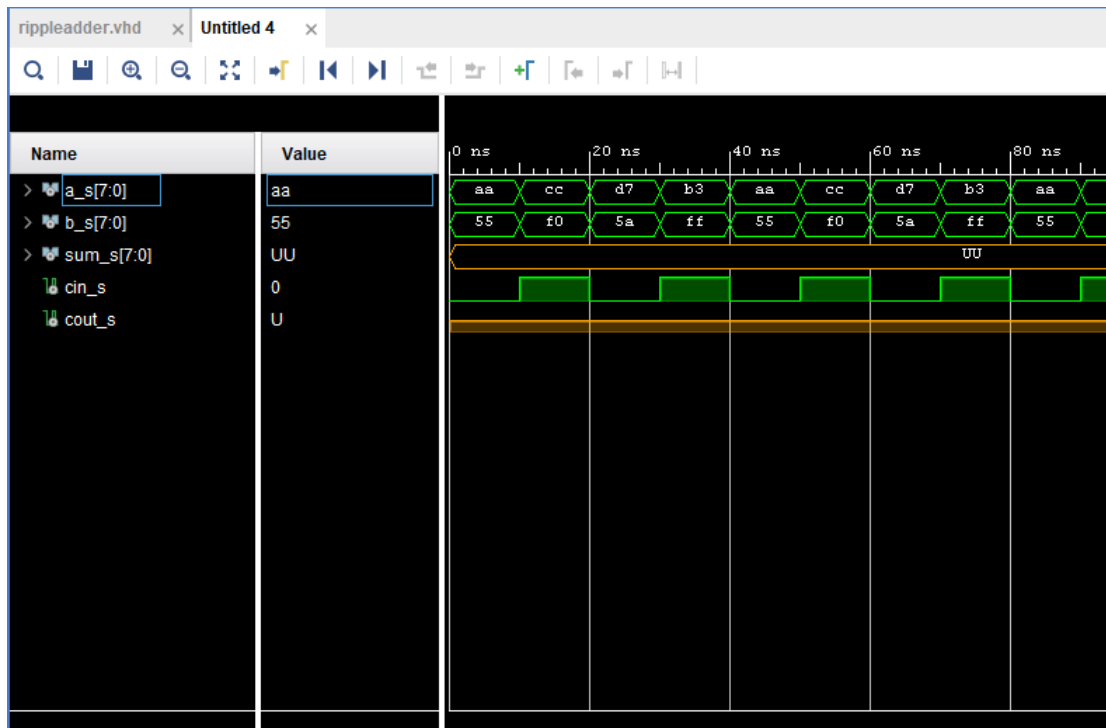 rippleadder.vhd × Untitled 4 ×
Name Value
0 ns 20 ns 40 ns 60 ns 80 ns
a_s[7:0] aa aa cc d7 b3 aa cc d7 b3 aa
b_s[7:0] 55 55 f0 5a ff 55 f0 5a ff 55
sum_s[7:0] UU UU
cin_s 0
cout_s U